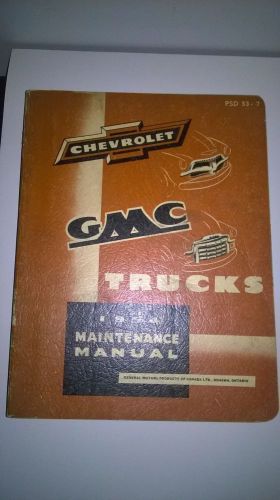 PSD 53-7
CHEVROLET
GMC
TRUCKS
MAINTENANCE
MANUAL
GENERAL MOTORS PRODUCTS OF CANADA LTD., OSHAWA, ONTARIO